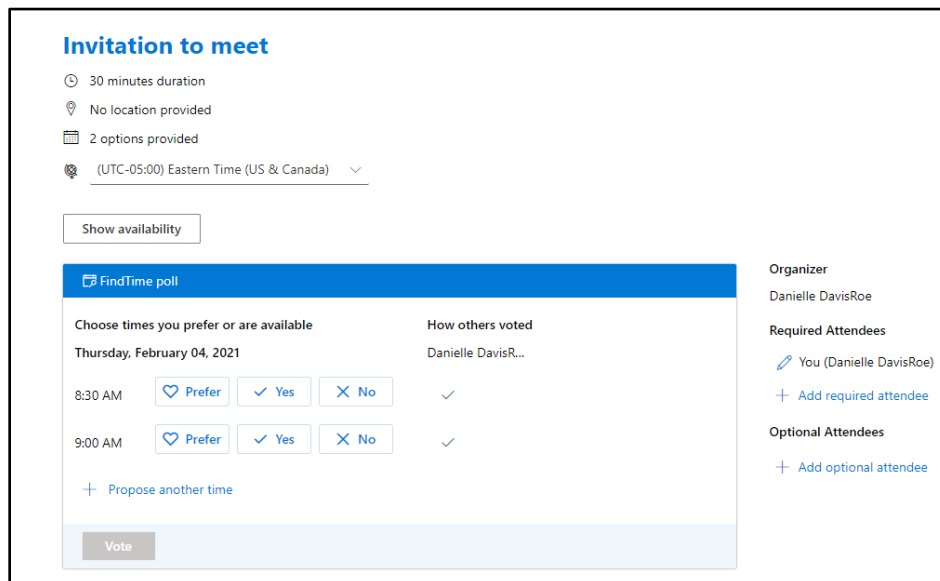 Invitation to meet
30 minutes duration
No location provided
2 options provided
(UTC-05:00) Eastern Time (US & Canada)
Show availability
FindTime poll
Choose times you prefer or are available
How others voted
Thursday, February 04, 2021
Danielle DavisR...
8:30 AM Prefer Yes No
9:00 AM Prefer Yes No
Propose another time
Vote
Organizer
Danielle DavisRoe
Required Attendees
You (Danielle DavisRoe)
Add required attendee
Optional Attendees
Add optional attendee